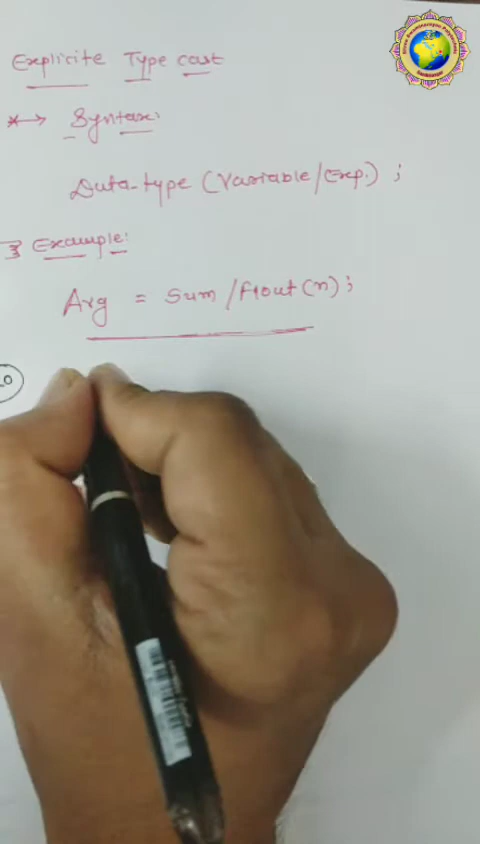 Explicite Type cast
* → Syntax:
Data-type (Variable/Exp.) ;
Example:
Avg = Sum / float (n) ;